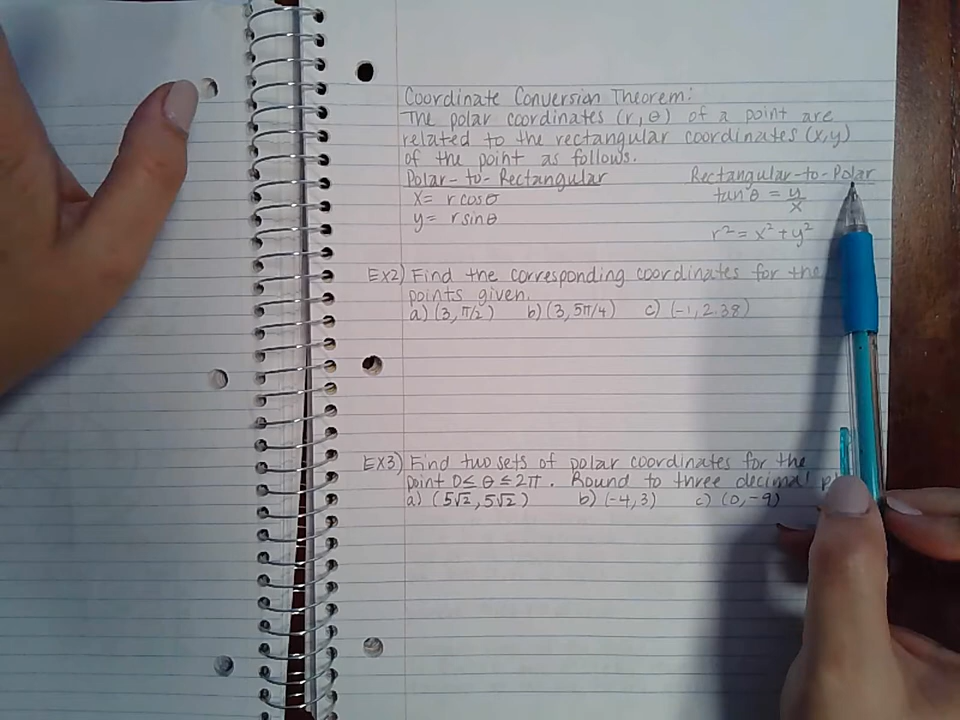 Coordinate Conversion Theorem:
The polar coordinates (r, θ) of a point are
related to the rectangular coordinates (x,y)
of the point as follows.
Polar-to-Rectangular Rectangular-to-Polar
x= r cosθ tan θ = y/x
y= r sinθ
r² = x² + y²
Ex2) Find the corresponding coordinates for the
points given.
a) (3, π/2) b) (3, 5π/4) c) (-1, 2.38)
Ex3) Find two sets of polar coordinates for the
point 0 ≤ θ ≤ 2π. Round to three decimal
a) (5√2, 5√2) b) (-4, 3) c) (0, -9)